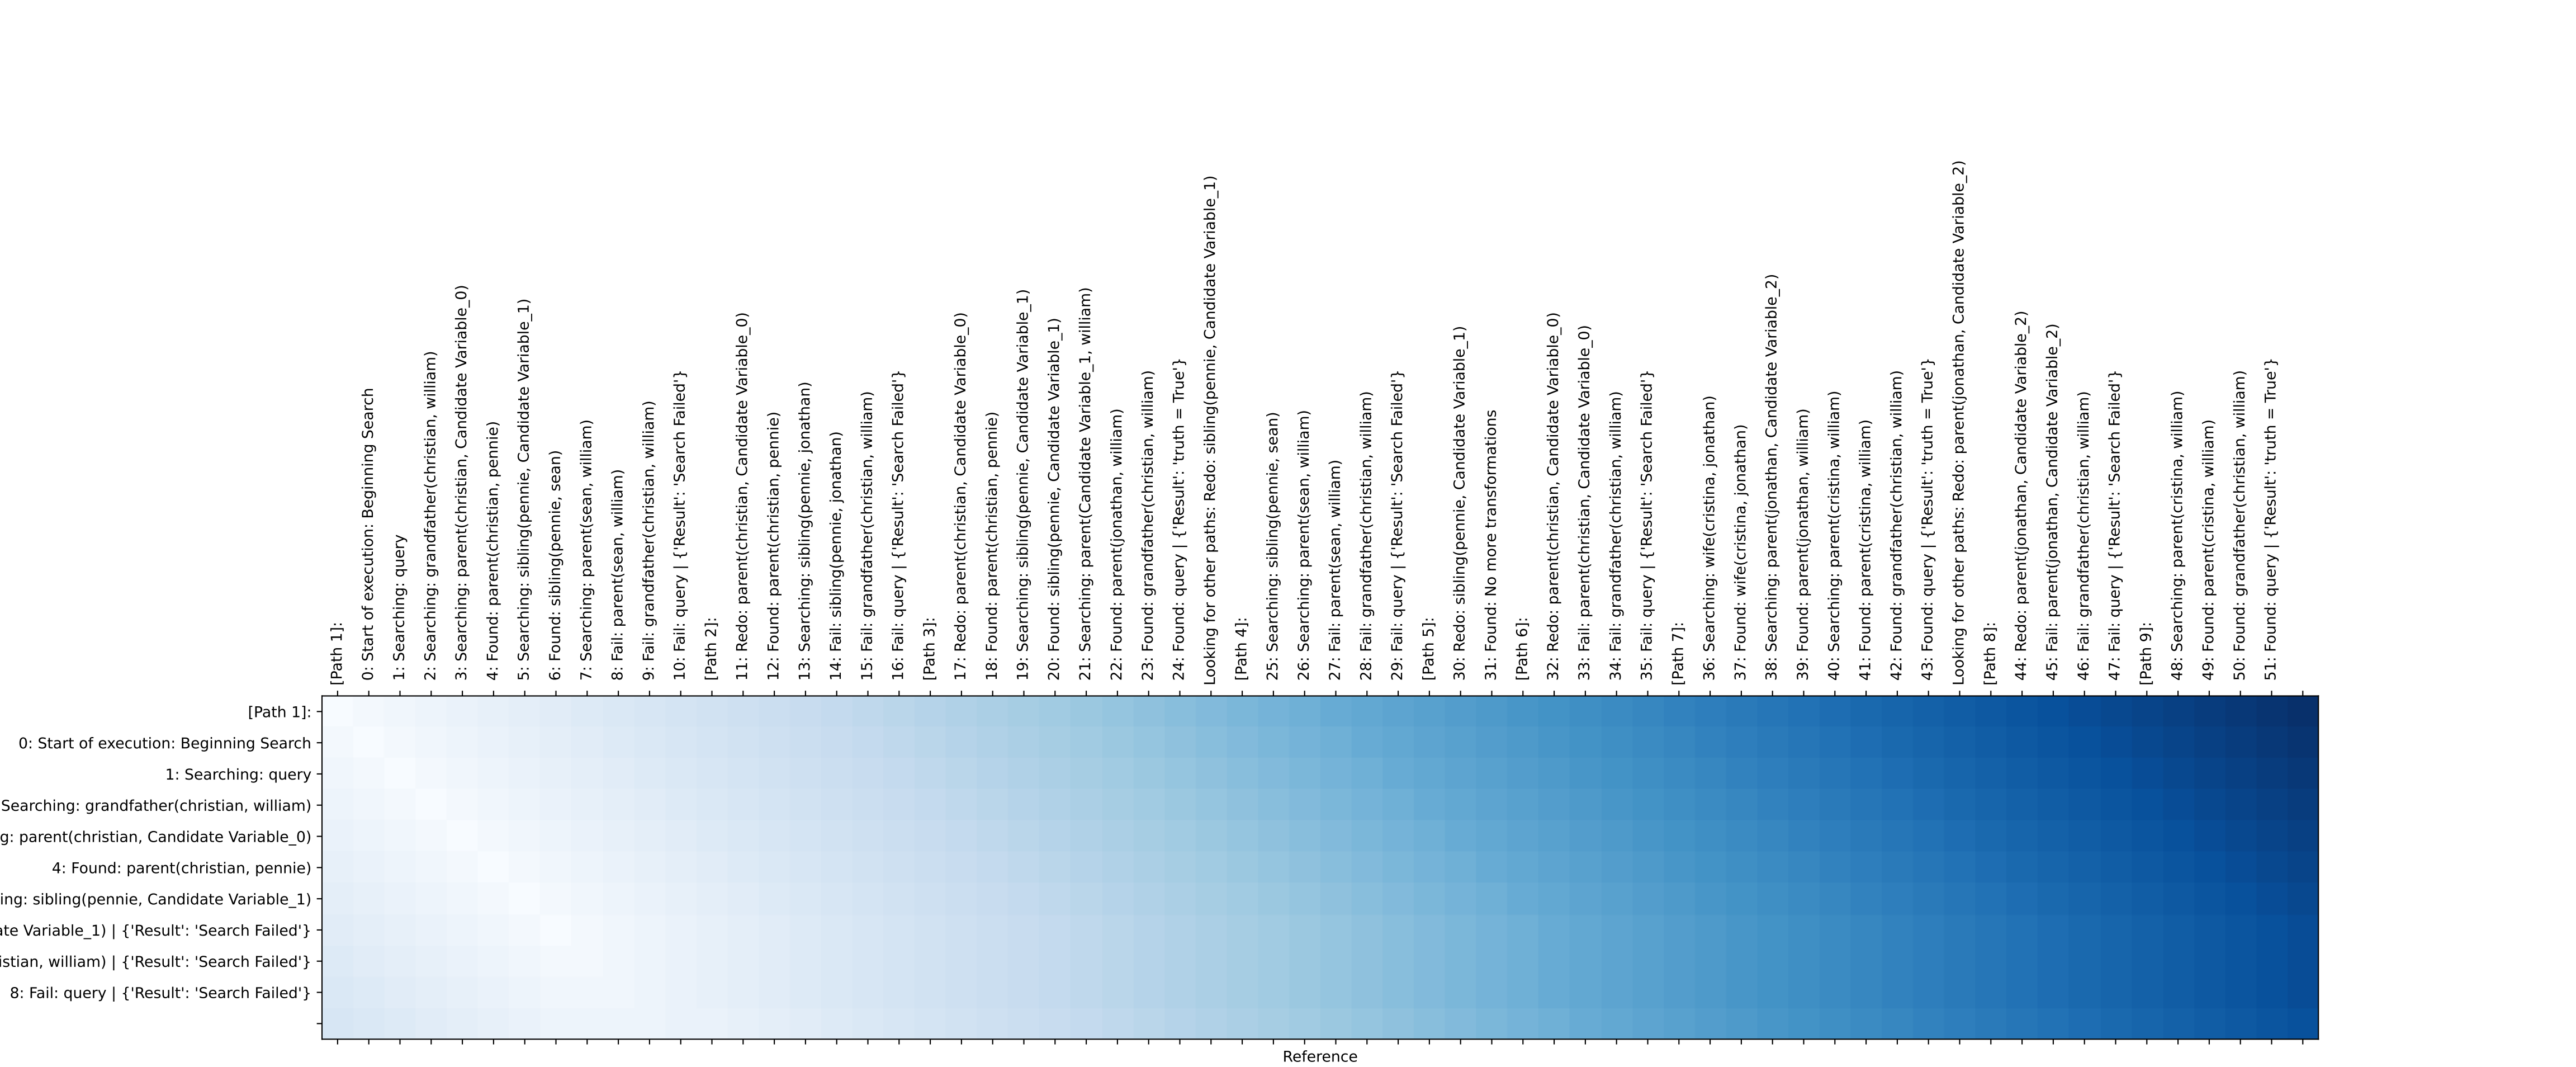 [Path 1]:
0: Start of execution: Beginning Search
1: Searching: query
2: Searching: grandfather(christian, william)
3: Searching: parent(christian, Candidate Variable_0)
4: Found: parent(christian, pennie)
5: Searching: sibling(pennie, Candidate Variable_1)
6: Found: sibling(pennie, sean)
7: Searching: parent(sean, william)
8: Fail: parent(sean, william)
9: Fail: grandfather(christian, william)
10: Fail: query | {'Result': 'Search Failed'}
[Path 2]:
11: Redo: parent(christian, Candidate Variable_0)
12: Found: parent(christian, pennie)
13: Searching: sibling(pennie, jonathan)
14: Fail: sibling(pennie, jonathan)
15: Fail: grandfather(christian, william)
16: Fail: query | {'Result': 'Search Failed'}
[Path 3]:
17: Redo: parent(christian, Candidate Variable_0)
18: Found: parent(christian, pennie)
19: Searching: sibling(pennie, Candidate Variable_1)
20: Found: sibling(pennie, Candidate Variable_1)
21: Searching: parent(Candidate Variable_1, william)
22: Found: parent(jonathan, william)
23: Found: grandfather(christian, william)
24: Found: query | {'Result': 'truth = True'}
Looking for other paths: Redo: sibling(pennie, Candidate Variable_1)
[Path 4]:
25: Searching: sibling(pennie, sean)
26: Searching: parent(sean, william)
27: Fail: parent(sean, william)
28: Fail: grandfather(christian, william)
29: Fail: query | {'Result': 'Search Failed'}
[Path 5]:
30: Redo: sibling(pennie, Candidate Variable_1)
31: Found: No more transformations
[Path 6]:
32: Redo: parent(christian, Candidate Variable_0)
33: Fail: parent(christian, Candidate Variable_0)
34: Fail: grandfather(christian, william)
35: Fail: query | {'Result': 'Search Failed'}
[Path 7]:
36: Searching: wife(cristina, jonathan)
37: Found: wife(cristina, jonathan)
38: Searching: parent(jonathan, Candidate Variable_2)
39: Found: parent(jonathan, william)
40: Searching: parent(cristina, william)
41: Found: parent(cristina, william)
42: Found: grandfather(christian, william)
43: Found: query | {'Result': 'truth = True'}
Looking for other paths: Redo: parent(jonathan, Candidate Variable_2)
[Path 8]:
44: Redo: parent(jonathan, Candidate Variable_2)
45: Fail: parent(jonathan, Candidate Variable_2)
46: Fail: grandfather(christian, william)
47: Fail: query | {'Result': 'Search Failed'}
[Path 9]:
48: Searching: parent(cristina, william)
49: Found: parent(cristina, william)
50: Found: grandfather(christian, william)
51: Found: query | {'Result': 'truth = True'}
[Path 1]:
0: Start of execution: Beginning Search
1: Searching: query
Searching: grandfather(christian, william)
g: parent(christian, Candidate Variable_0)
4: Found: parent(christian, pennie)
ing: sibling(pennie, Candidate Variable_1)
ate Variable_1) | {'Result': 'Search Failed'}
istian, william) | {'Result': 'Search Failed'}
8: Fail: query | {'Result': 'Search Failed'}
Reference